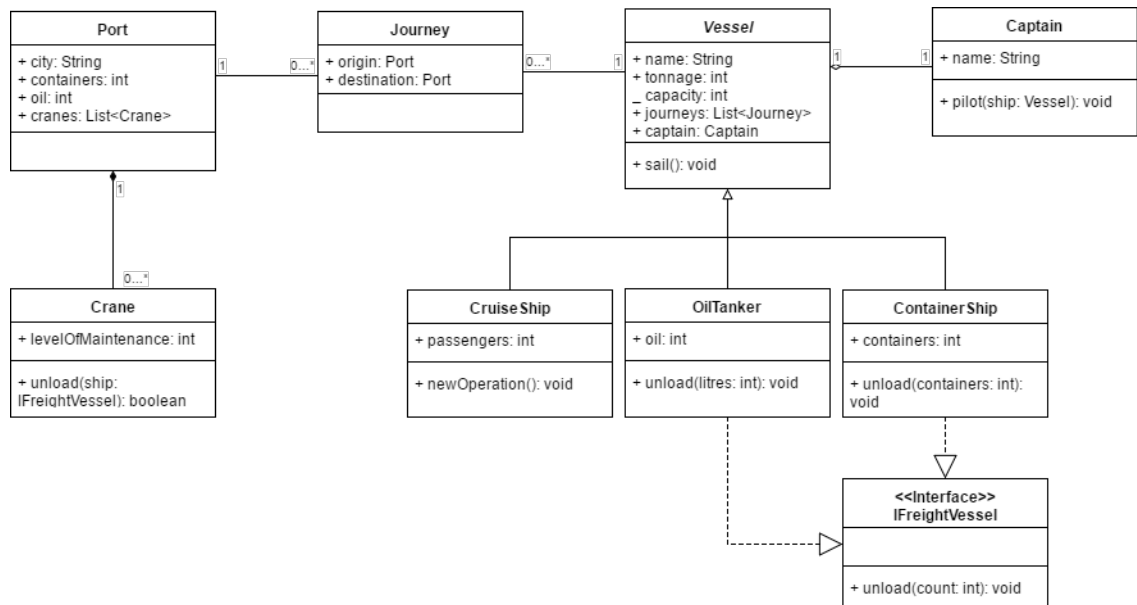 Port
+ city: String
+ containers: int
+ oil: int
+ cranes: List<Crane>
1
0...*
Journey
+ origin: Port
+ destination: Port
0...*
1
Vessel
+ name: String
+ tonnage: int
_ capacity: int
+ journeys: List<Journey>
+ captain: Captain
+ sail(): void
1
1
Captain
+ name: String
+ pilot(ship: Vessel): void
1
0...*
Crane
+ levelOfMaintenance: int
+ unload(ship:
IFreightVessel): boolean
CruiseShip
+ passengers: int
+ newOperation(): void
OilTanker
+ oil: int
+ unload(litres: int): void
ContainerShip
+ containers: int
+ unload(containers: int):
void
<<Interface>>
IFreightVessel
+ unload(count: int): void